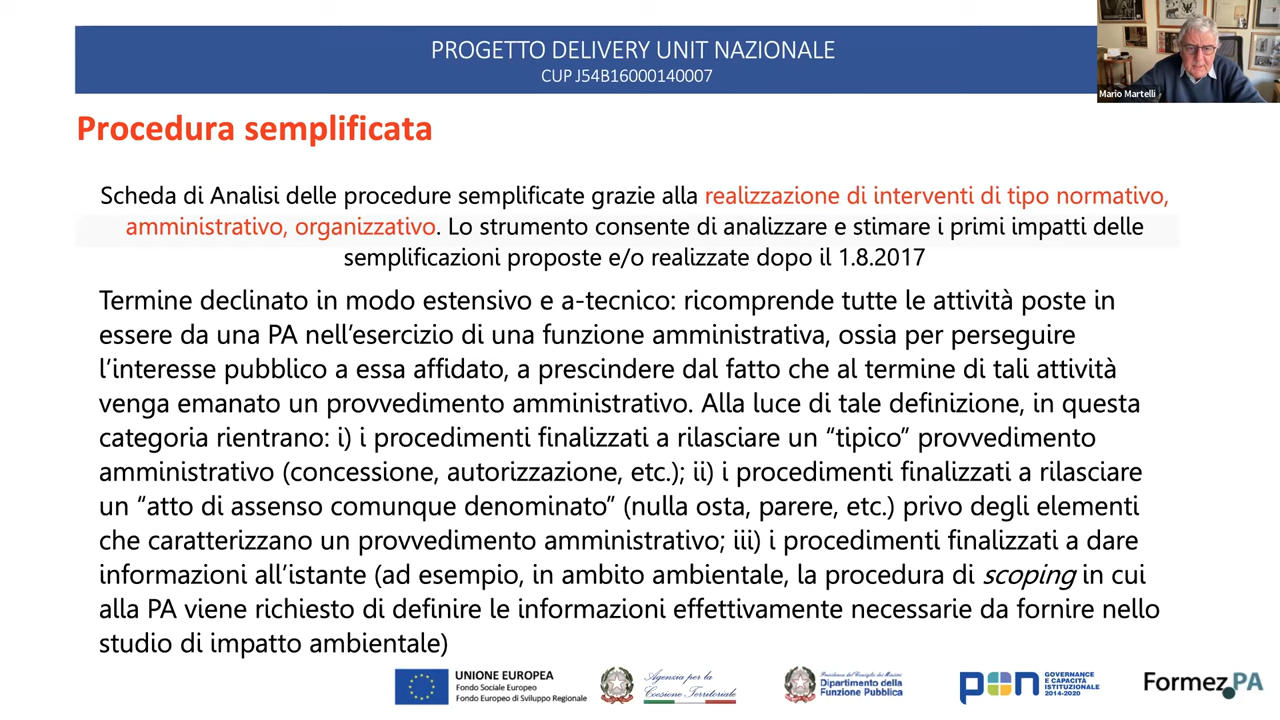 PROGETTO DELIVERY UNIT NAZIONALE
CUP J54B16000140007
Mario Martelli
Procedura semplificata
Scheda di Analisi delle procedure semplificate grazie alla realizzazione di interventi di tipo normativo,
amministrativo, organizzativo. Lo strumento consente di analizzare e stimare i primi impatti delle
semplificazioni proposte e/o realizzate dopo il 1.8.2017
Termine declinato in modo estensivo e a-tecnico: ricomprende tutte le attività poste in
essere da una PA nell’esercizio di una funzione amministrativa, ossia per perseguire
l’interesse pubblico a essa affidato, a prescindere dal fatto che al termine di tali attività
venga emanato un provvedimento amministrativo. Alla luce di tale definizione, in questa
categoria rientrano: i) i procedimenti finalizzati a rilasciare un “tipico” provvedimento
amministrativo (concessione, autorizzazione, etc.); ii) i procedimenti finalizzati a rilasciare
un “atto di assenso comunque denominato” (nulla osta, parere, etc.) privo degli elementi
che caratterizzano un provvedimento amministrativo; iii) i procedimenti finalizzati a dare
informazioni all’istante (ad esempio, in ambito ambientale, la procedura di scoping in cui
alla PA viene richiesto di definire le informazioni effettivamente necessarie da fornire nello
studio di impatto ambientale)
UNIONE EUROPEA
Fondo Sociale Europeo
Fondo Europeo di Sviluppo Regionale
Agenzia per la
Coesione Territoriale
Presidenza del Consiglio dei Ministri
Dipartimento della
Funzione Pubblica
pon
GOVERNANCE
E CAPACITÀ
ISTITUZIONALE
2014-2020
Formez PA